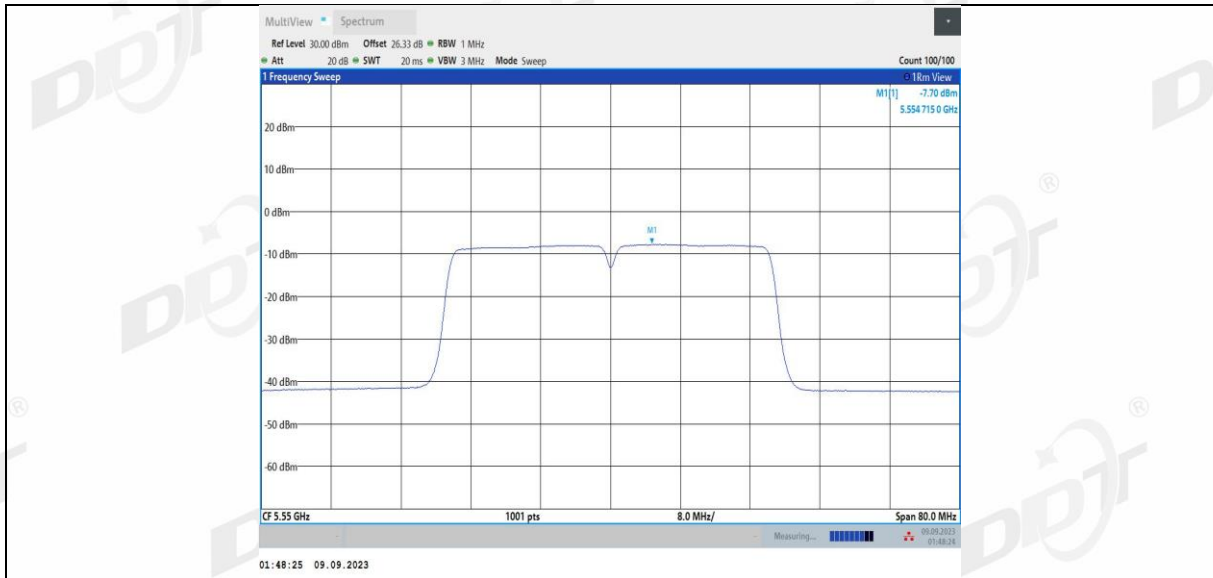 MultiView Spectrum
Ref Level 30.00 dBm Offset 26.33 dB RBW 1 MHz
Att 20 dB SWT 20 ms VBW 3 MHz Mode Sweep Count 100/100
1 Frequency Sweep 1Rm View
M1[1] -7.70 dBm
5.554 715 0 GHz
20 dBm
10 dBm
0 dBm
M1
-10 dBm
-20 dBm
-30 dBm
-40 dBm
-50 dBm
-60 dBm
CF 5.55 GHz 1001 pts 8.0 MHz/ Span 80.0 MHz
Measuring... 09.09.2023
01:48:24
01:48:25 09.09.2023
DDT
®
DDT
®
DDT
®